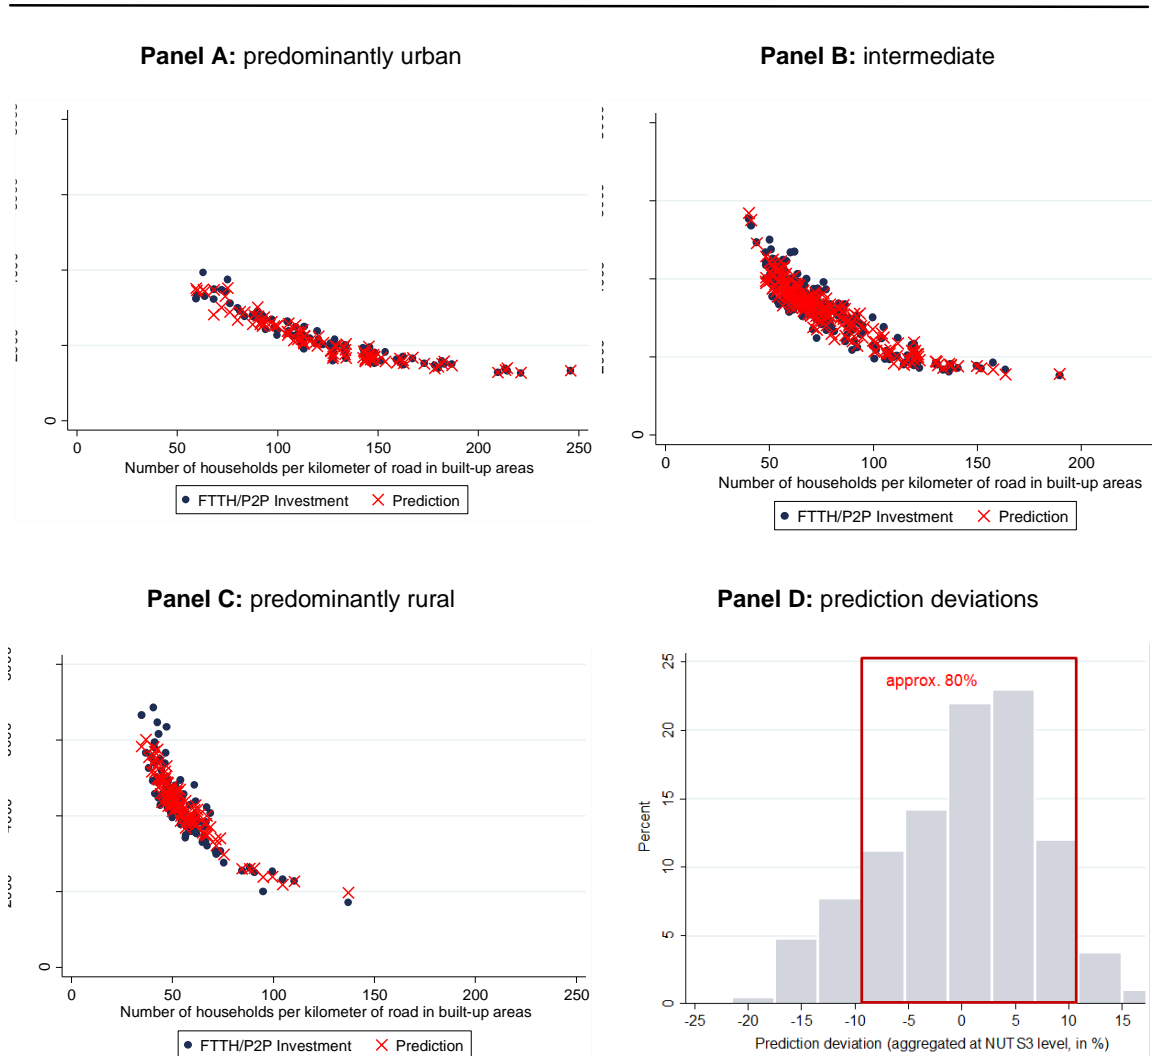 Panel A: predominantly urban
Panel B: intermediate
0
0 50 100 150 200 250
Number of households per kilometer of road in built-up areas
FTTH/P2P Investment Prediction
0
0 50 100 150 200
Number of households per kilometer of road in built-up areas
FTTH/P2P Investment Prediction
Panel C: predominantly rural
Panel D: prediction deviations
0
0 50 100 150 200 250
Number of households per kilometer of road in built-up areas
FTTH/P2P Investment Prediction
approx. 80%
Percent
25
20
15
10
5
0
-25 -20 -15 -10 -5 0 5 10 15
Prediction deviation (aggregated at NUTS3 level, in %)